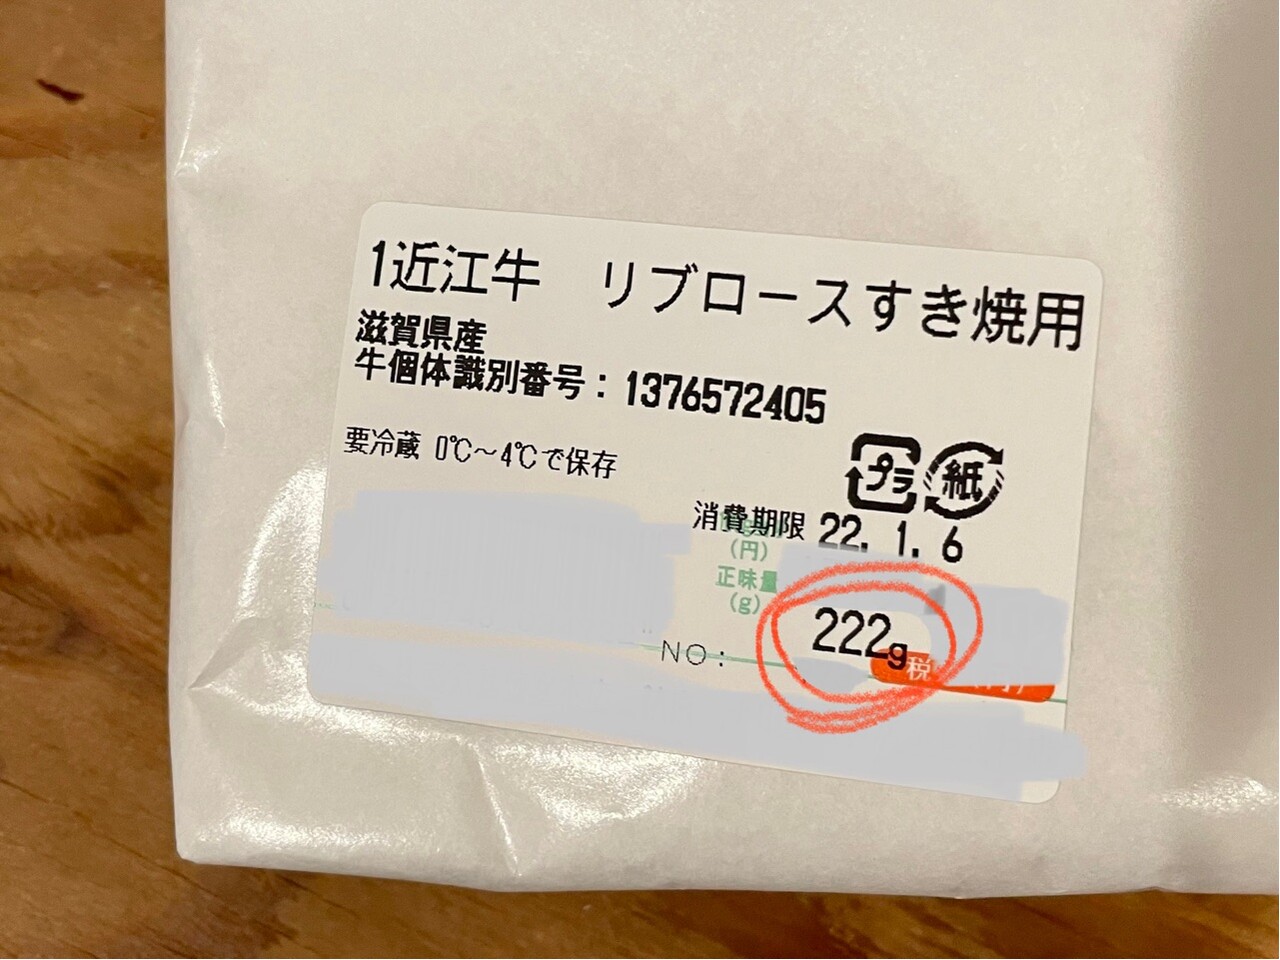 1近江牛　リブロースすき焼用
滋賀県産
牛個体識別番号：1376572405
要冷蔵 0℃～4℃で保存
プラ
紙
消費期限 22. 1. 6
(円)
正味量
(g)
222g
税
NO：